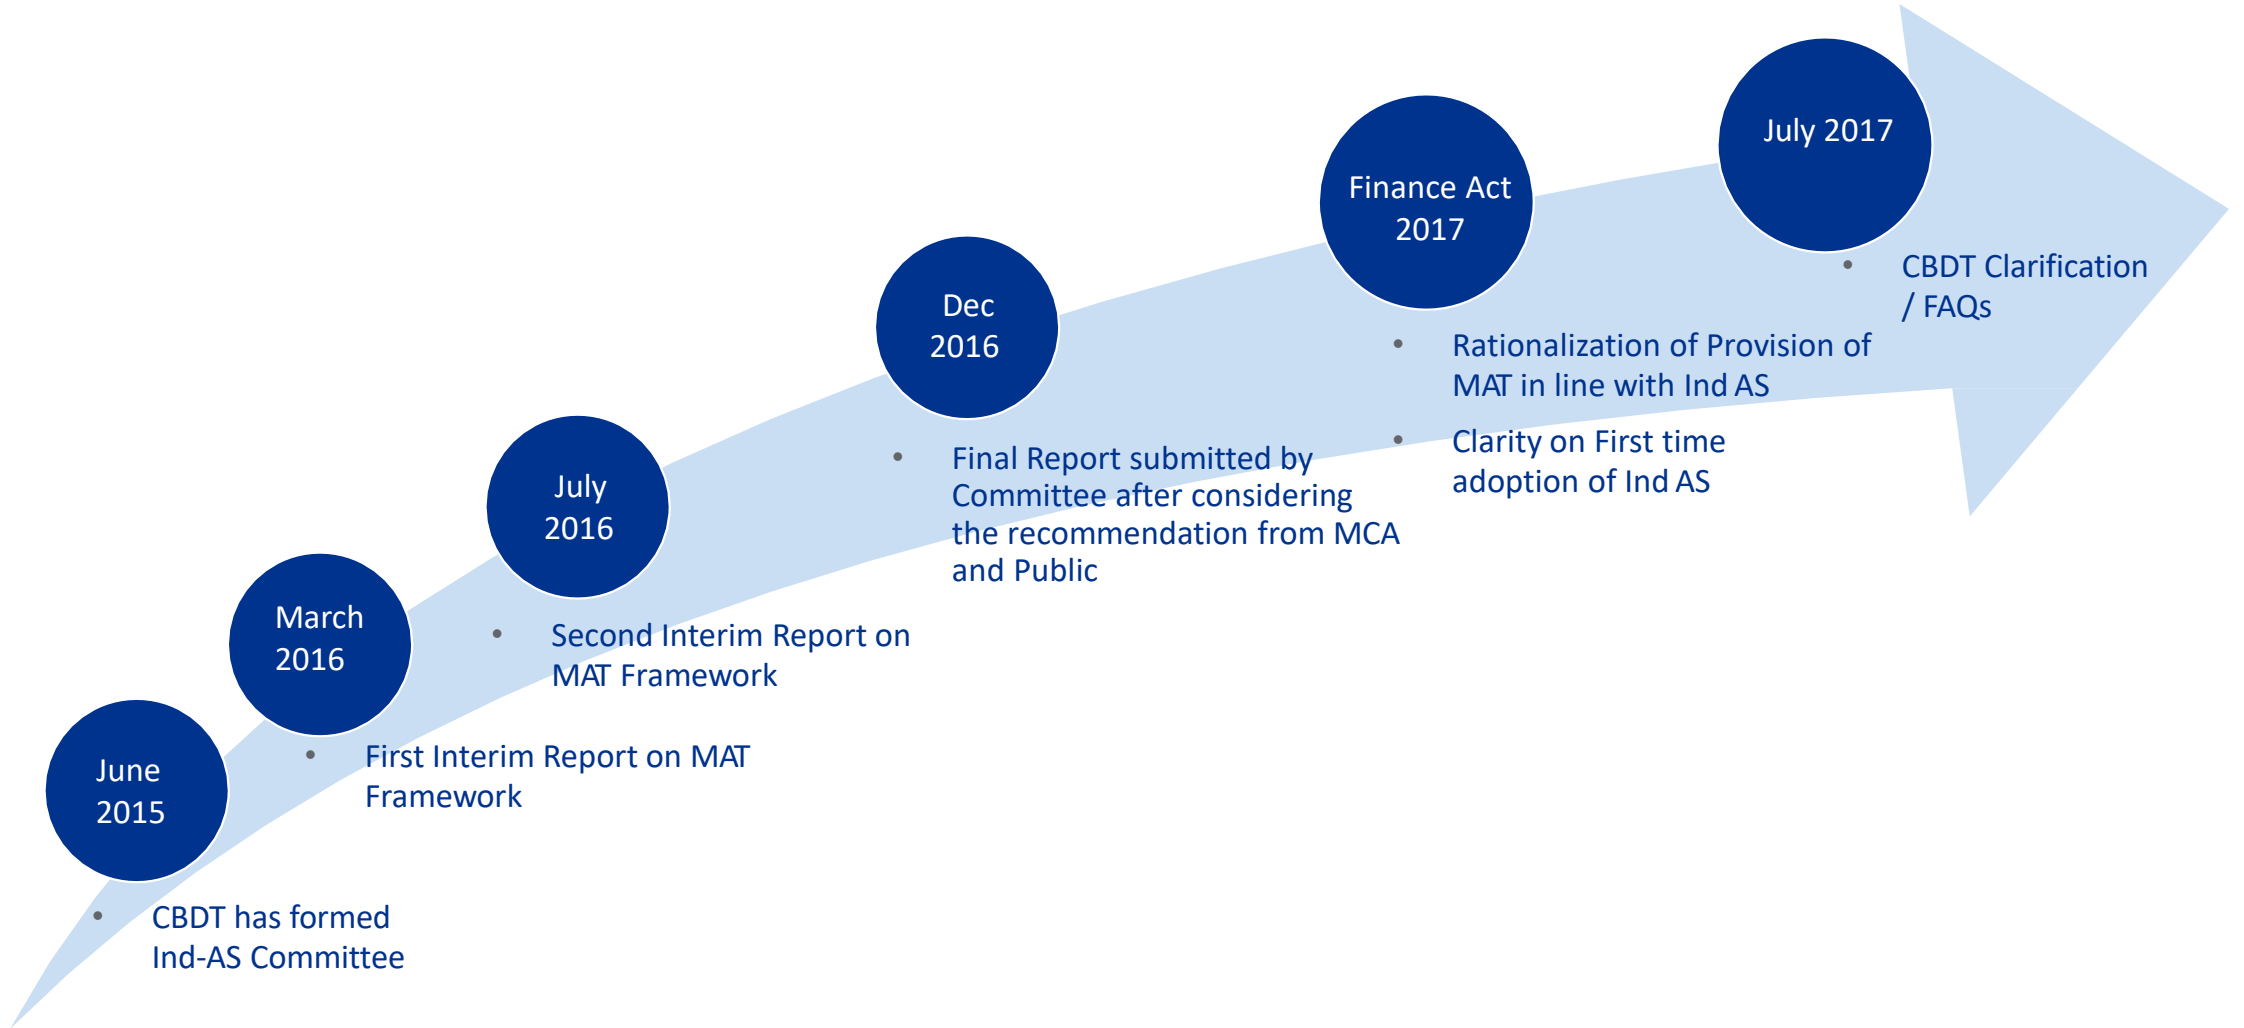 June
2015
• CBDT has formed
Ind-AS Committee
March
2016
• First Interim Report on MAT
Framework
July
2016
• Second Interim Report on
MAT Framework
Dec
2016
• Final Report submitted by
Committee after considering
the recommendation from MCA
and Public
Finance Act
2017
• Rationalization of Provision of
MAT in line with Ind AS
• Clarity on First time
adoption of Ind AS
July 2017
• CBDT Clarification
/ FAQs